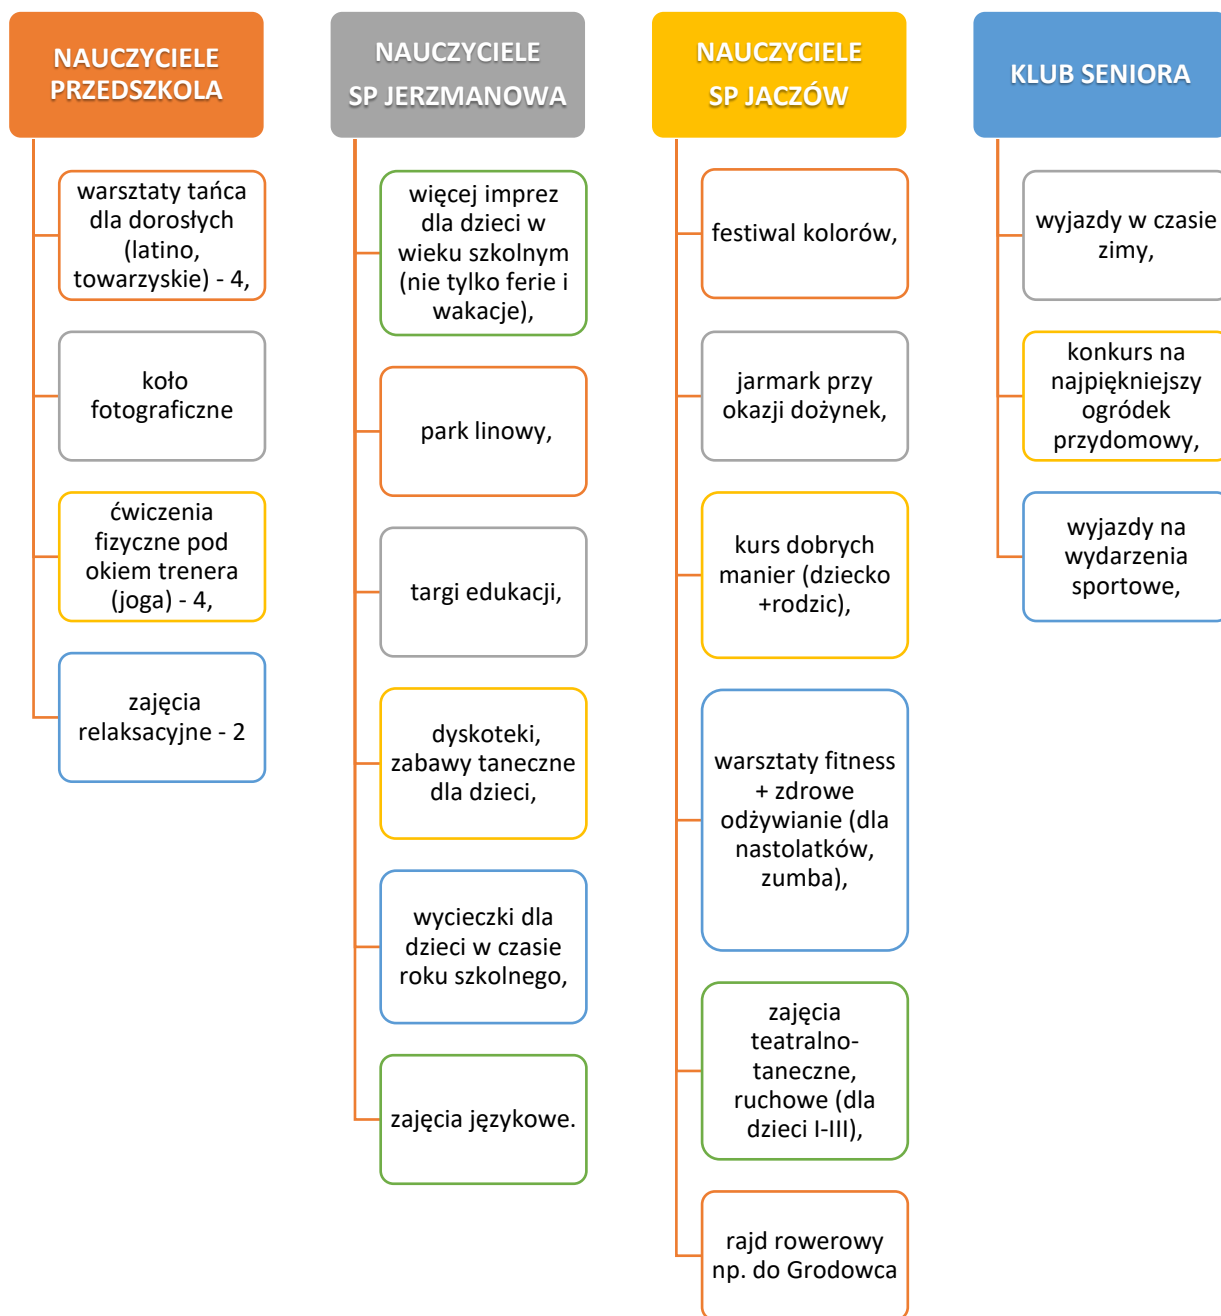 NAUCZYCIELE
PRZEDSZKOLA
warsztaty tańca
dla dorosłych
(latino,
towarzyskie) - 4,
koło
fotograficzne
ćwiczenia
fizyczne pod
okiem trenera
(joga) - 4,
zajęcia
relaksacyjne - 2
NAUCZYCIELE
SP JERZMANOWA
więcej imprez
dla dzieci w
wieku szkolnym
(nie tylko ferie i
wakacje),
park linowy,
targi edukacji,
dyskoteki,
zabawy taneczne
dla dzieci,
wycieczki dla
dzieci w czasie
roku szkolnego,
zajęcia językowe.
NAUCZYCIELE
SP JACZÓW
festiwal kolorów,
jarmark przy
okazji dożynek,
kurs dobrych
manier (dziecko
+rodzic),
warsztaty fitness
+ zdrowe
odżywianie (dla
nastolatków,
zumba),
zajęcia
teatralno-
taneczne,
ruchowe (dla
dzieci I-III),
rajd rowerowy
np. do Grodowca
KLUB SENIORA
wyjazdy w czasie
zimy,
konkurs na
najpiękniejszy
ogródek
przydomowy,
wyjazdy na
wydarzenia
sportowe,